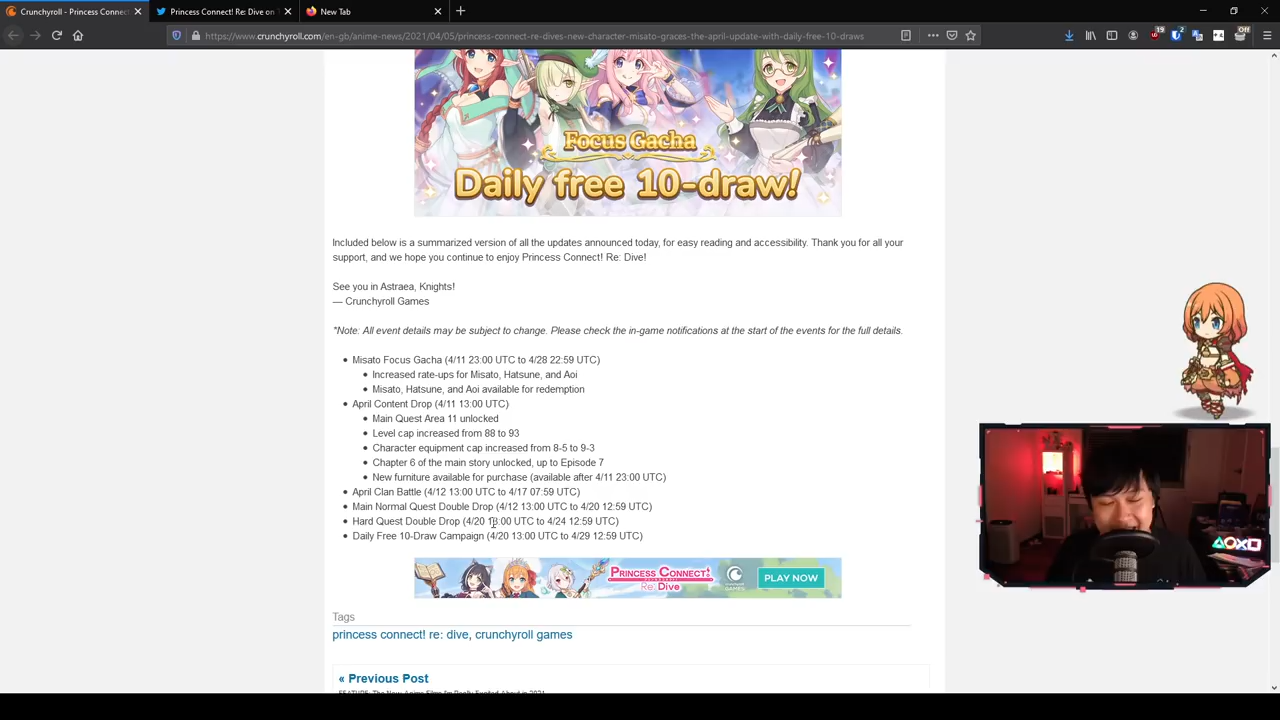 Crunchyroll - Princess Connect
Princess Connect! Re: Dive on
New Tab
https://www.crunchyroll.com/en-gb/anime-news/2021/04/05/princess-connect-re-dives-new-character-misato-graces-the-april-update-with-daily-free-10-draws
Focus Gacha
Daily free 10-draw!
Included below is a summarized version of all the updates announced today, for easy reading and accessibility. Thank you for all your
support, and we hope you continue to enjoy Princess Connect! Re: Dive!
See you in Astraea, Knights!
— Crunchyroll Games
*Note: All event details may be subject to change. Please check the in-game notifications at the start of the events for the full details.
Misato Focus Gacha (4/11 23:00 UTC to 4/28 22:59 UTC)
Increased rate-ups for Misato, Hatsune, and Aoi
Misato, Hatsune, and Aoi available for redemption
April Content Drop (4/11 13:00 UTC)
Main Quest Area 11 unlocked
Level cap increased from 88 to 93
Character equipment cap increased from 8-5 to 9-3
Chapter 6 of the main story unlocked, up to Episode 7
New furniture available for purchase (available after 4/11 23:00 UTC)
April Clan Battle (4/12 13:00 UTC to 4/17 07:59 UTC)
Main Normal Quest Double Drop (4/12 13:00 UTC to 4/20 12:59 UTC)
Hard Quest Double Drop (4/20 13:00 UTC to 4/24 12:59 UTC)
Daily Free 10-Draw Campaign (4/20 13:00 UTC to 4/29 12:59 UTC)
PRINCESS CONNECT! Re: Dive crunchyroll GAMES PLAY NOW
Tags
princess connect! re: dive, crunchyroll games
« Previous Post
FEATURE: The New Anime Films I'm Really Excited About in 2021